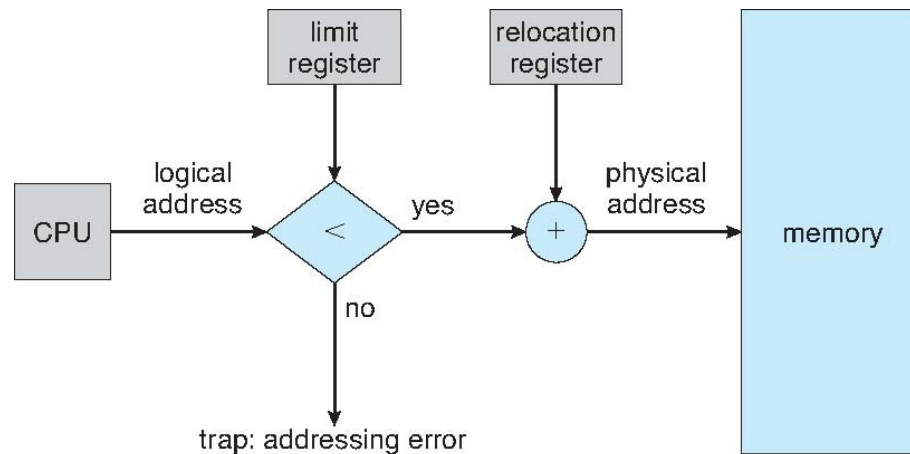 limit
register
relocation
register
logical
address
physical
address
CPU
<
yes
+
memory
no
trap: addressing error